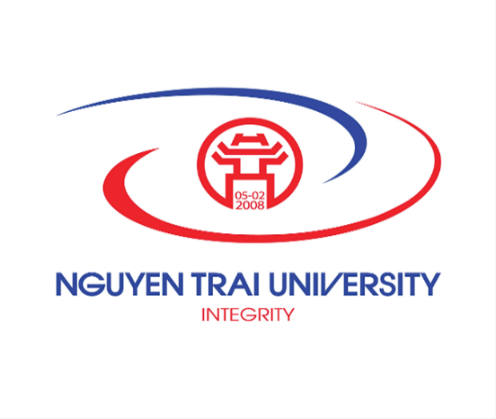 05-02
2008
NGUYEN TRAI UNIVERSITY
INTEGRITY